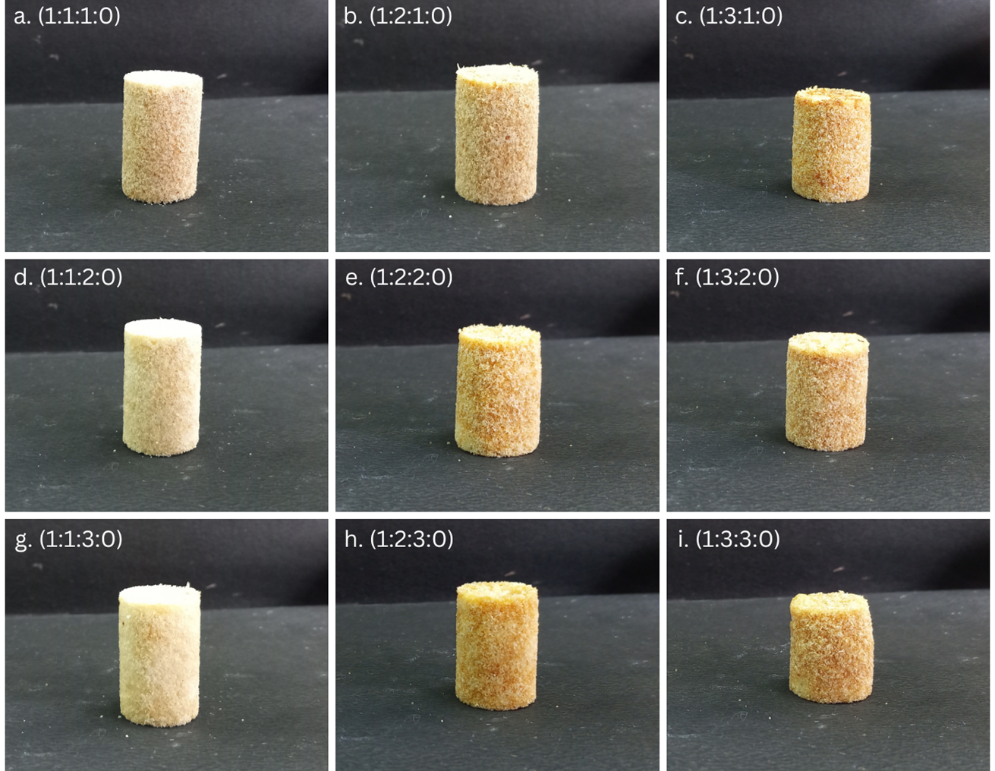 a. (1:1:1:0)
b. (1:2:1:0)
c. (1:3:1:0)
d. (1:1:2:0)
e. (1:2:2:0)
f. (1:3:2:0)
g. (1:1:3:0)
h. (1:2:3:0)
i. (1:3:3:0)